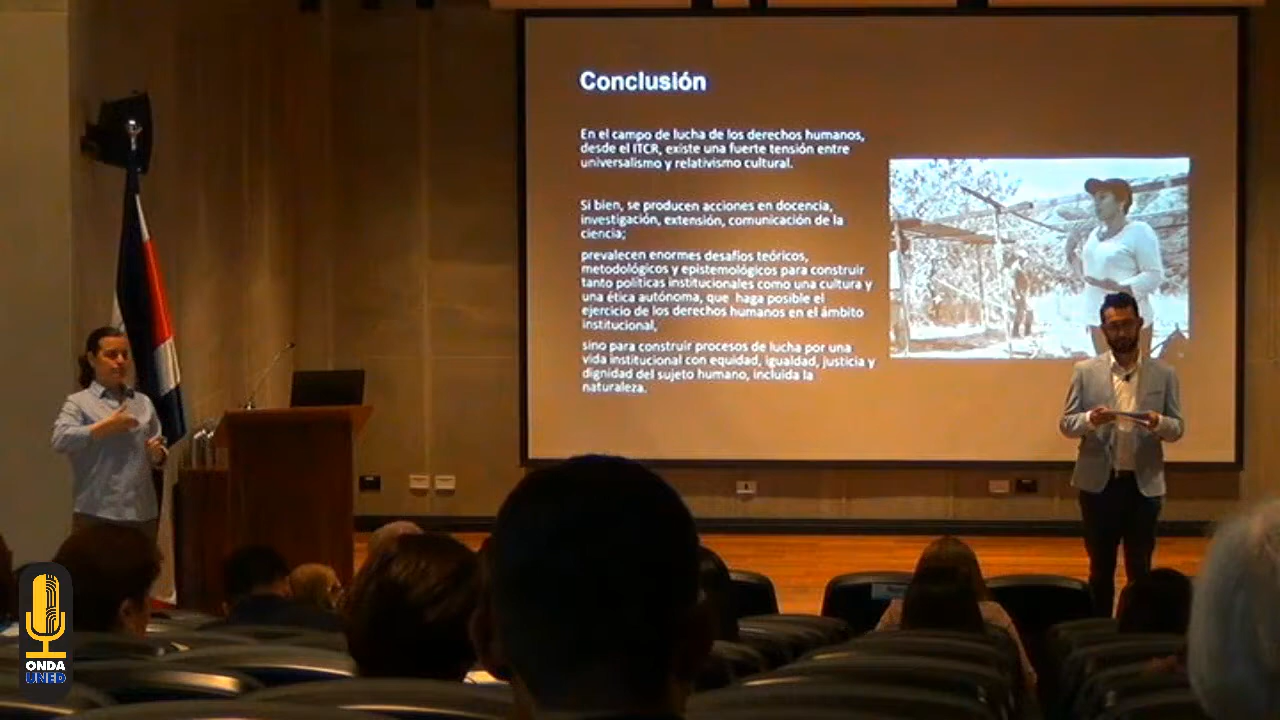 Conclusión
En el campo de lucha de los derechos humanos,
desde el ITCR, existe una fuerte tensión entre
universalismo y relativismo cultural.
Si bien, se producen acciones en docencia,
investigación, extensión, comunicación de la
ciencia;
prevalecen enormes desafíos teóricos,
metodológicos y epistemológicos para construir
tanto políticas institucionales como una cultura y
una ética autónoma, que haga posible el
ejercicio de los derechos humanos en el ámbito
institucional,
sino para construir procesos de lucha por una
vida institucional con equidad, igualdad, justicia y
dignidad del sujeto humano, incluida la
naturaleza.
ONDA
UNED